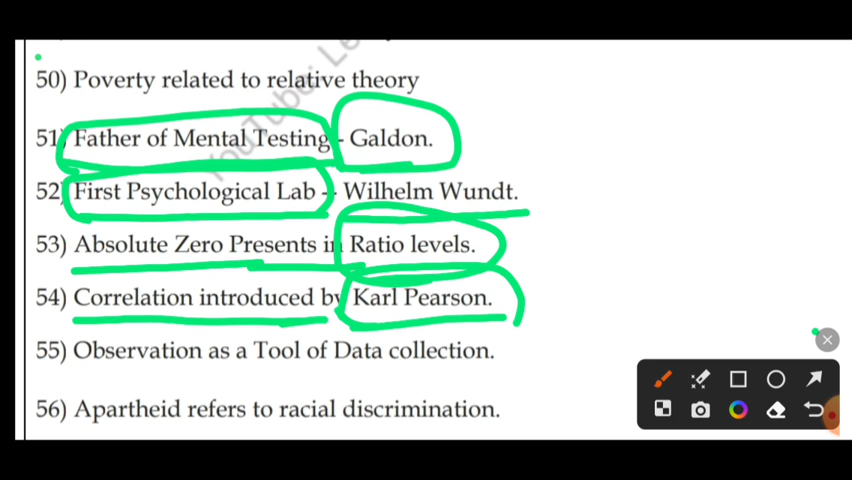 YouTube: Le
50) Poverty related to relative theory
51) Father of Mental Testing - Galdon.
52) First Psychological Lab - Wilhelm Wundt.
53) Absolute Zero Presents in Ratio levels.
54) Correlation introduced by Karl Pearson.
55) Observation as a Tool of Data collection.
56) Apartheid refers to racial discrimination.